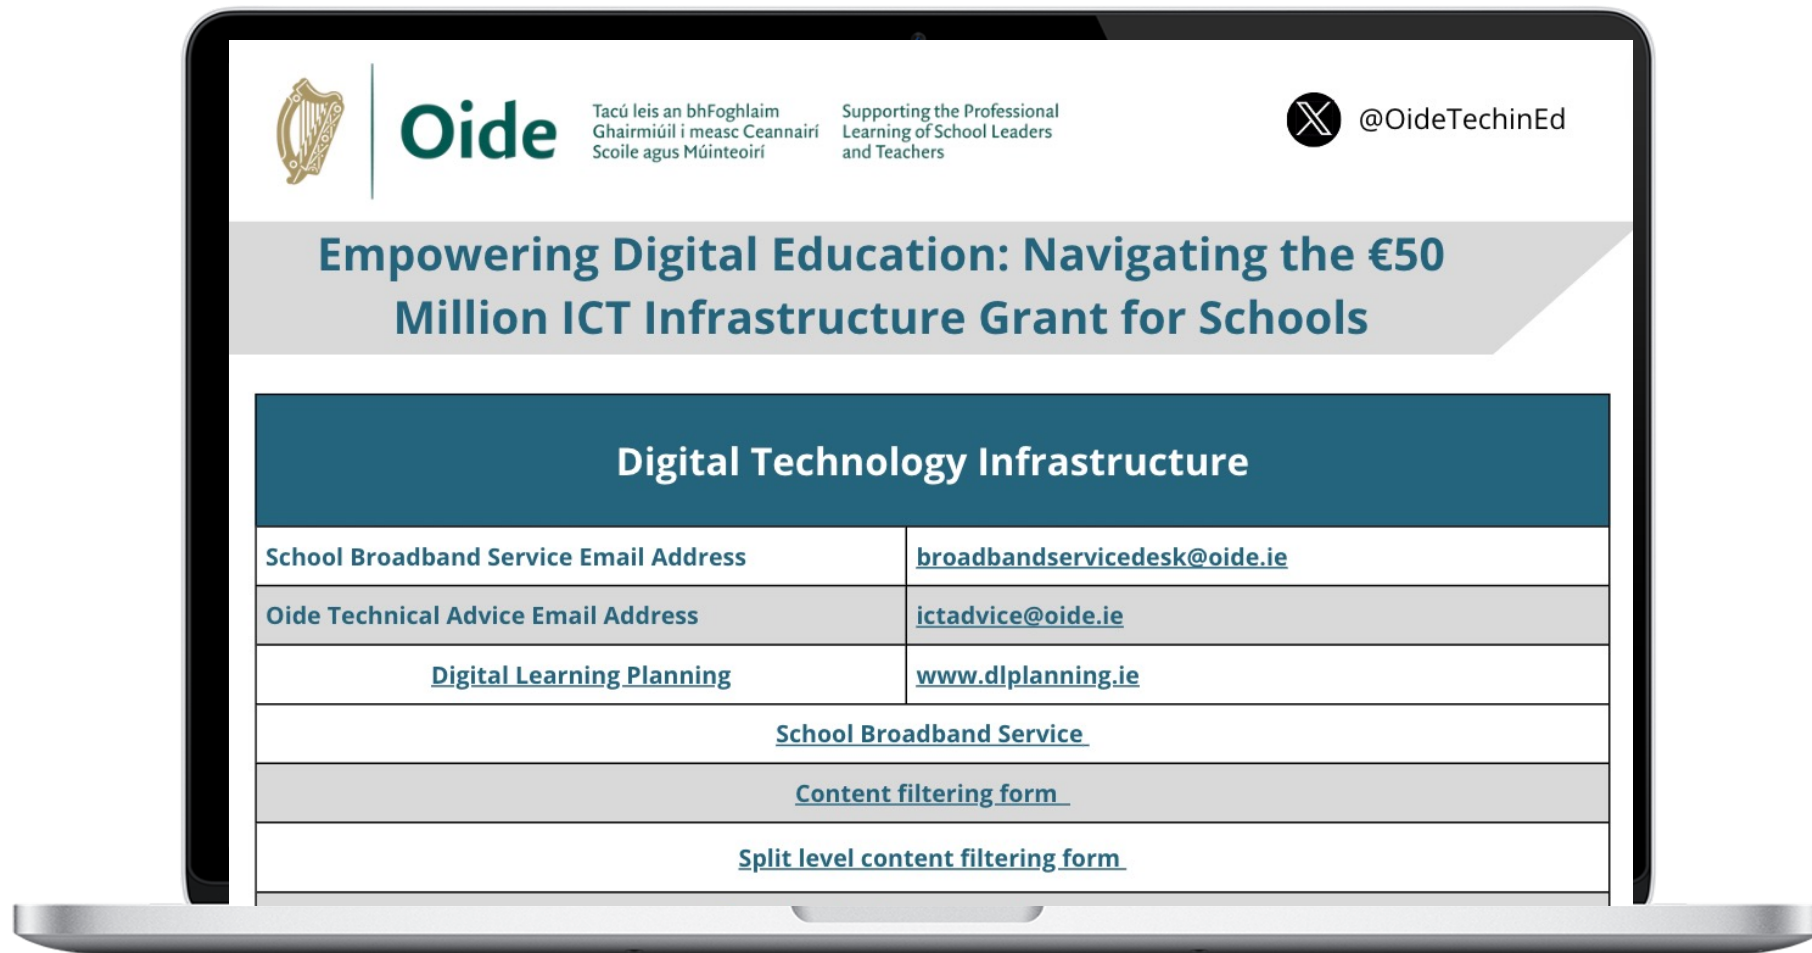 Oide
Tacú leis an bhFoghlaim
Ghairmiúil i measc Ceannairí
Scoile agus Múinteoirí
Supporting the Professional
Learning of School Leaders
and Teachers
@OideTechinEd
Empowering Digital Education: Navigating the €50
Million ICT Infrastructure Grant for Schools
Digital Technology Infrastructure
School Broadband Service Email Address
broadbandservicedesk@oide.ie
Oide Technical Advice Email Address
ictadvice@oide.ie
Digital Learning Planning
www.dlplanning.ie
School Broadband Service
Content filtering form
Split level content filtering form